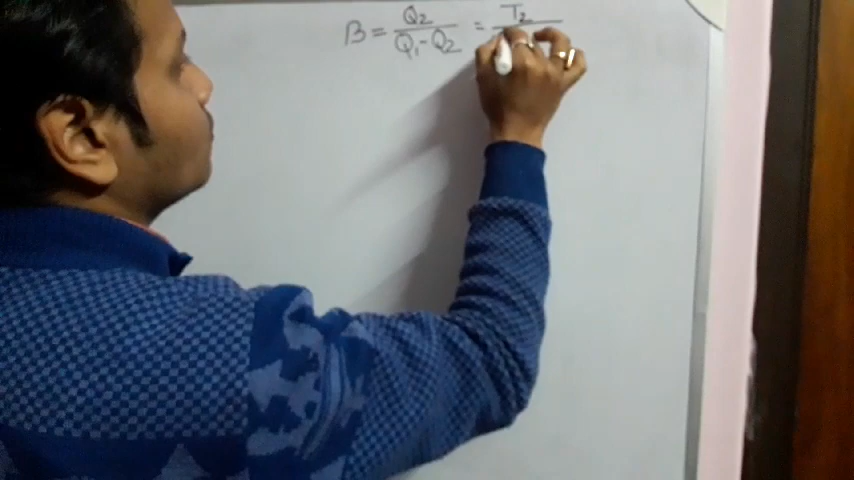 β = Q₂ / (Q₁ - Q₂) = T₂ /